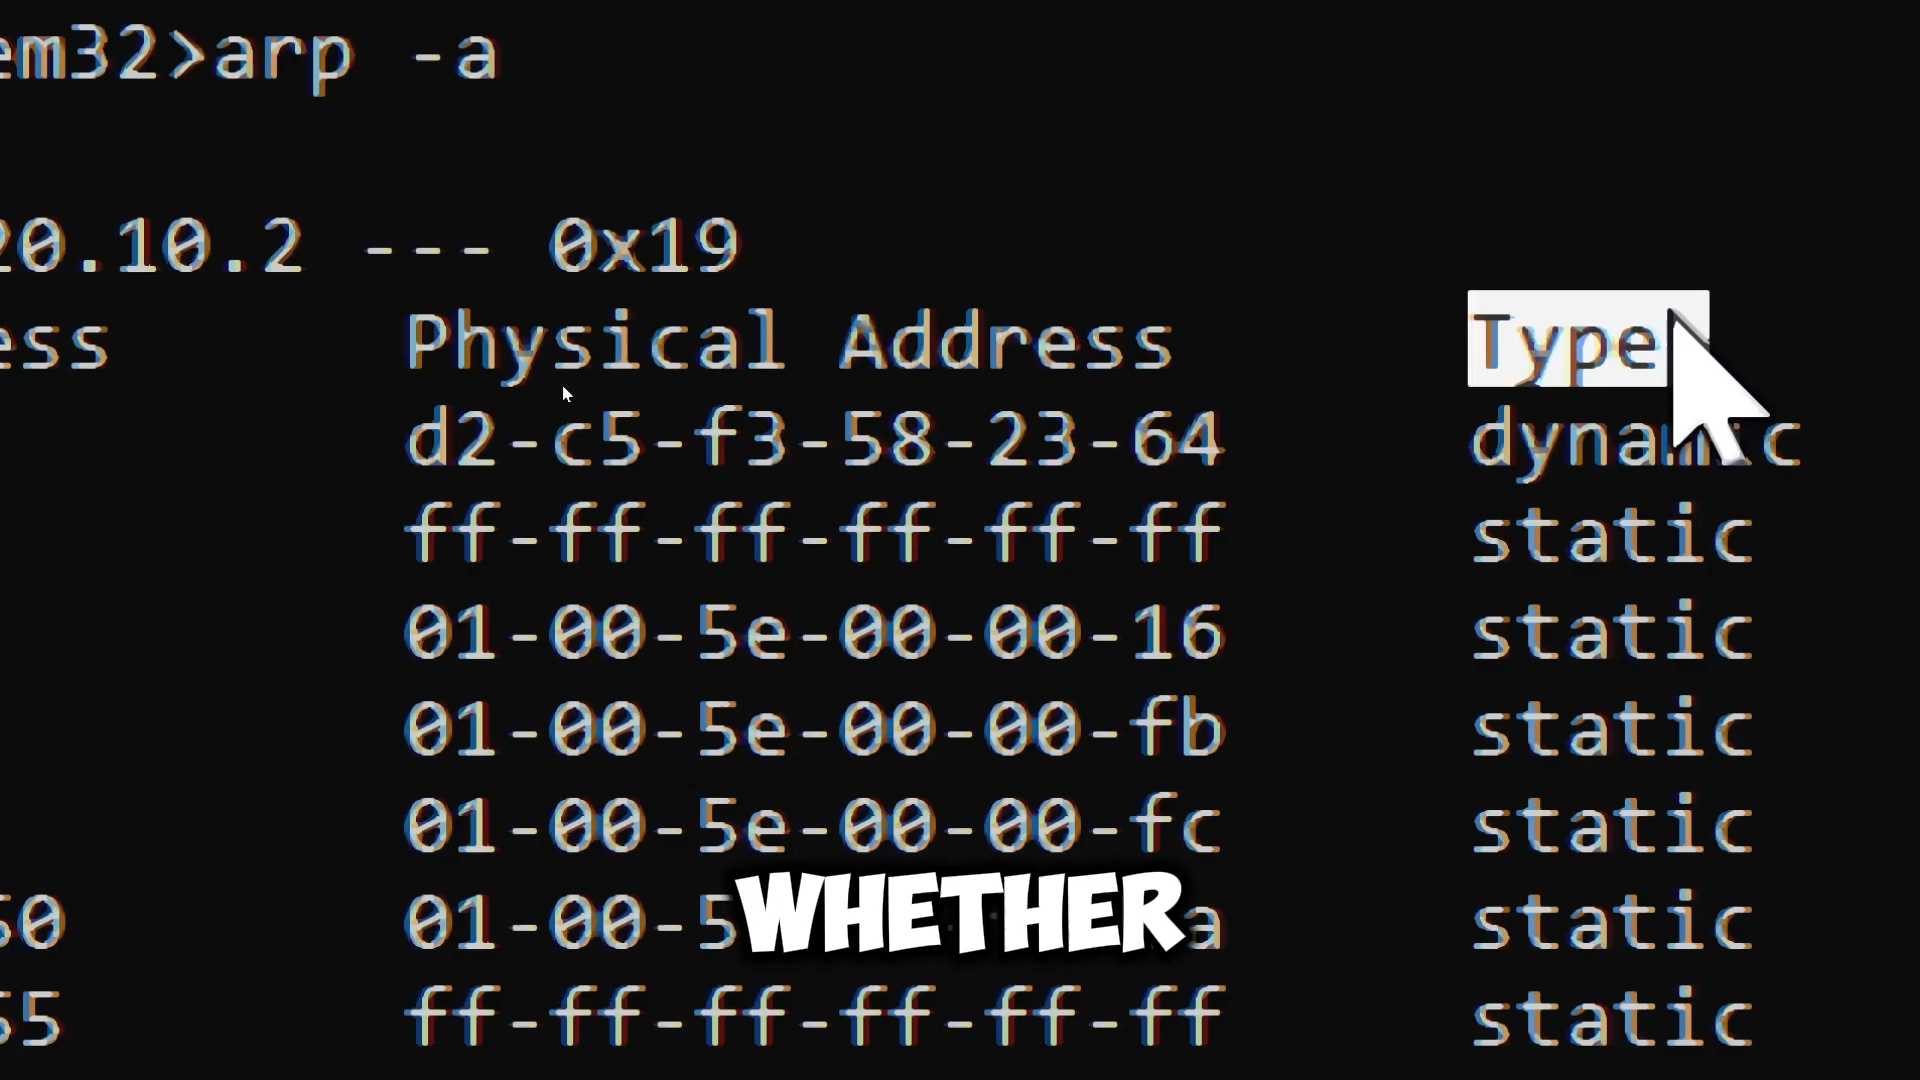 em32>arp -a
20.10.2 --- 0x19
ess Physical Address Type
d2-c5-f3-58-23-64 dynamic
ff-ff-ff-ff-ff-ff static
01-00-5e-00-00-16 static
01-00-5e-00-00-fb static
01-00-5e-00-00-fc static
50 01-00-5 a static
WHETHER
55 ff-ff-ff-ff-ff-ff static